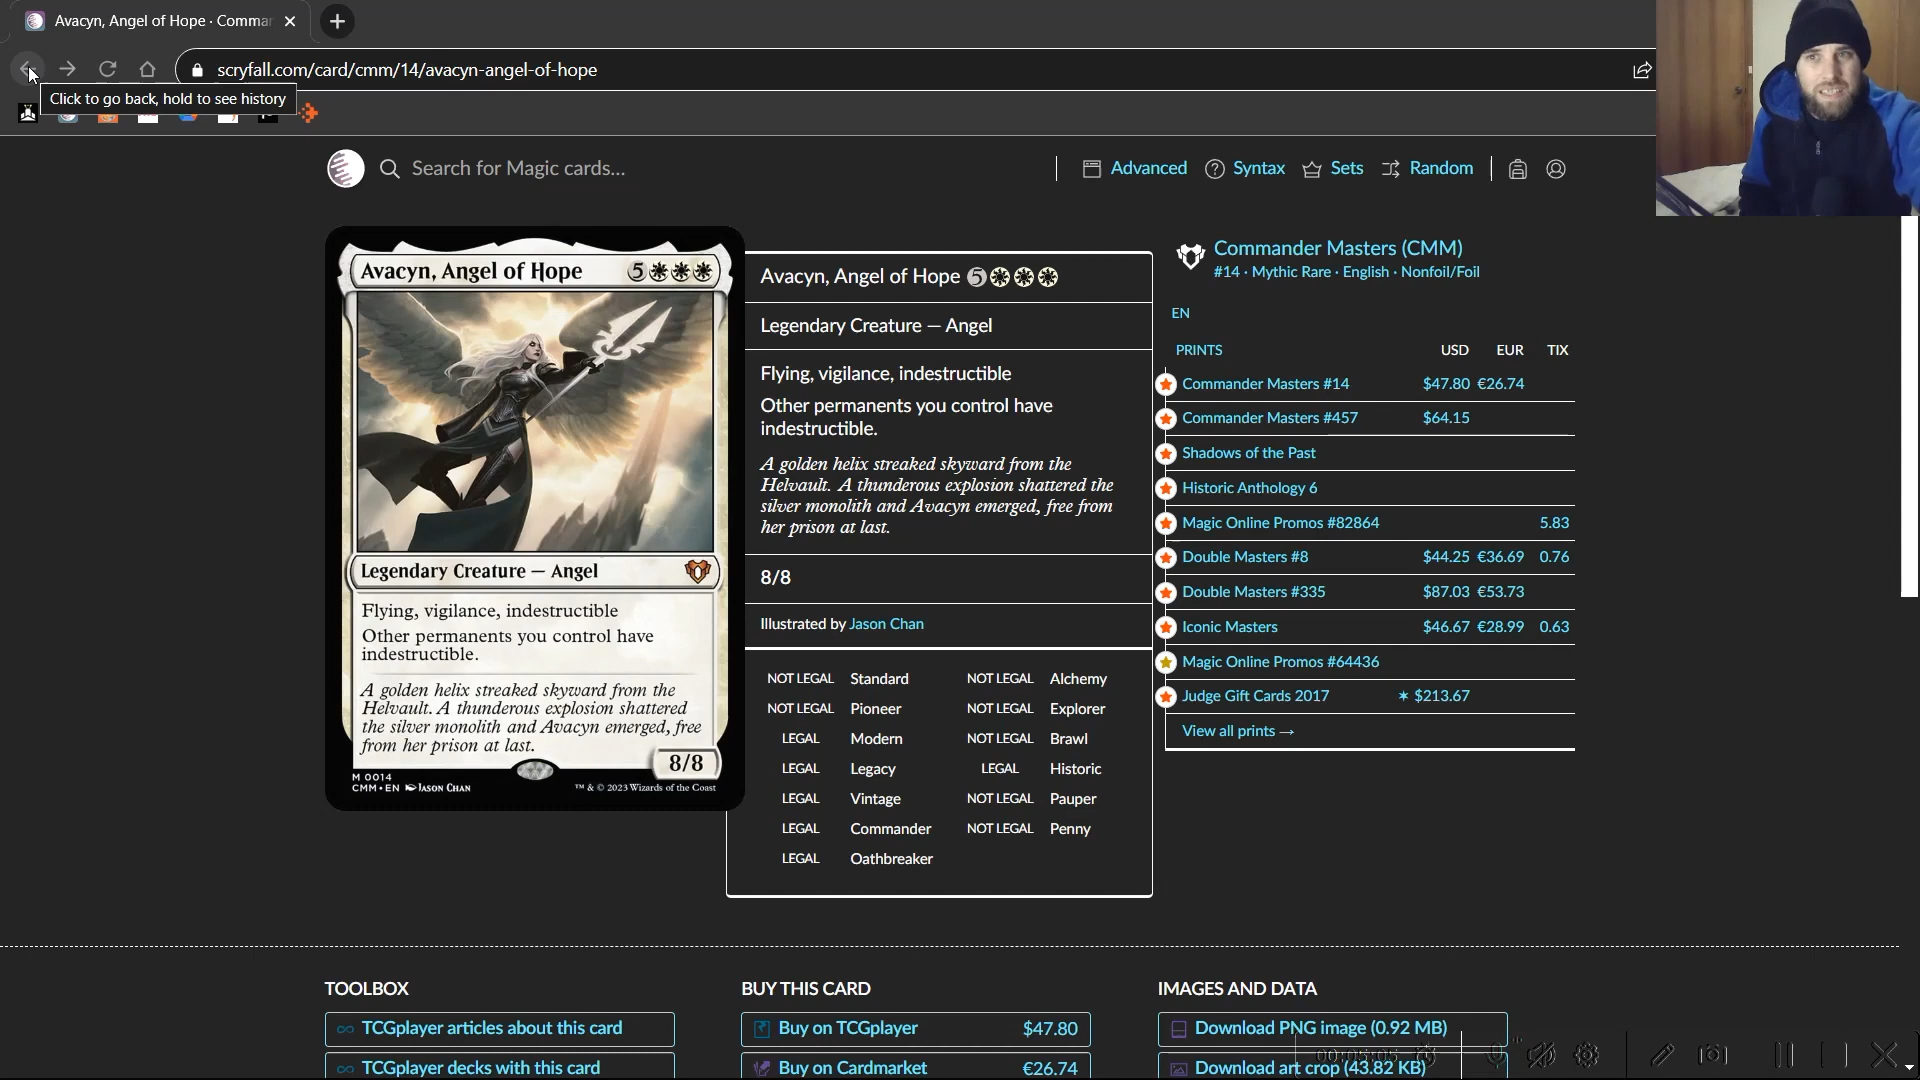 Avacyn, Angel of Hope · Comma
scryfall.com/card/cmm/14/avacyn-angel-of-hope
Click to go back, hold to see history
Search for Magic cards...
Advanced
Syntax
Sets
Random
Avacyn, Angel of Hope 5
Legendary Creature — Angel
Flying, vigilance, indestructible
Other permanents you control have
indestructible.
A golden helix streaked skyward from the
Helvault. A thunderous explosion shattered
the silver monolith and Avacyn emerged, free
from her prison at last.
8/8
M 0014
CMM • EN JASON CHAN
™ & © 2023 Wizards of the Coast
Avacyn, Angel of Hope 5
Legendary Creature — Angel
Flying, vigilance, indestructible
Other permanents you control have
indestructible.
A golden helix streaked skyward from the
Helvault. A thunderous explosion shattered the
silver monolith and Avacyn emerged, free from
her prison at last.
8/8
Illustrated by Jason Chan
NOT LEGAL Standard NOT LEGAL Alchemy
NOT LEGAL Pioneer NOT LEGAL Explorer
LEGAL Modern NOT LEGAL Brawl
LEGAL Legacy LEGAL Historic
LEGAL Vintage NOT LEGAL Pauper
LEGAL Commander NOT LEGAL Penny
LEGAL Oathbreaker
Commander Masters (CMM)
#14 · Mythic Rare · English · Nonfoil/Foil
EN
PRINTS USD EUR TIX
Commander Masters #14 $47.80 €26.74
Commander Masters #457 $64.15
Shadows of the Past
Historic Anthology 6
Magic Online Promos #82864 5.83
Double Masters #8 $44.25 €36.69 0.76
Double Masters #335 $87.03 €53.73
Iconic Masters $46.67 €28.99 0.63
Magic Online Promos #64436
Judge Gift Cards 2017 ✶ $213.67
View all prints →
TOOLBOX
TCGplayer articles about this card
TCGplayer decks with this card
BUY THIS CARD
Buy on TCGplayer $47.80
Buy on Cardmarket €26.74
IMAGES AND DATA
Download PNG image (0.92 MB)
Download art crop (43.82 KB)
00:05:05